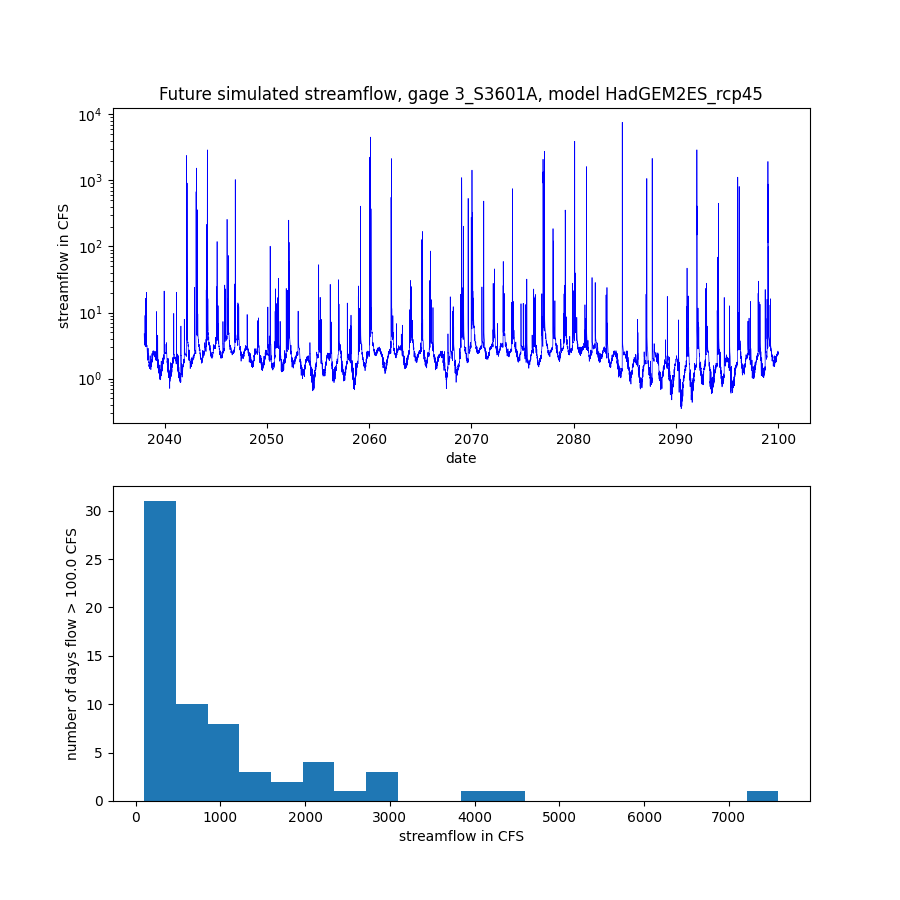 Future simulated streamflow, gage 3_S3601A, model HadGEM2ES_rcp45
10^4
10^3
10^2
10^1
10^0
streamflow in CFS
2040 2050 2060 2070 2080 2090 2100
date
30
25
20
15
10
5
0
number of days flow > 100.0 CFS
0 1000 2000 3000 4000 5000 6000 7000
streamflow in CFS